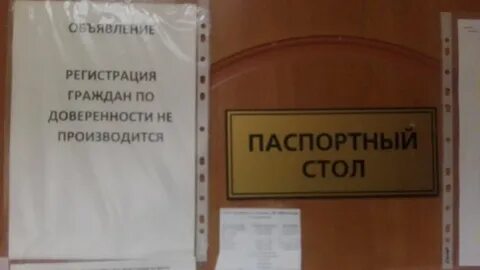 ОБЪЯВЛЕНИЕ
РЕГИСТРАЦИЯ
ГРАЖДАН ПО
ДОВЕРЕННОСТИ НЕ
ПРОИЗВОДИТСЯ
ПАСПОРТНЫЙ
СТОЛ